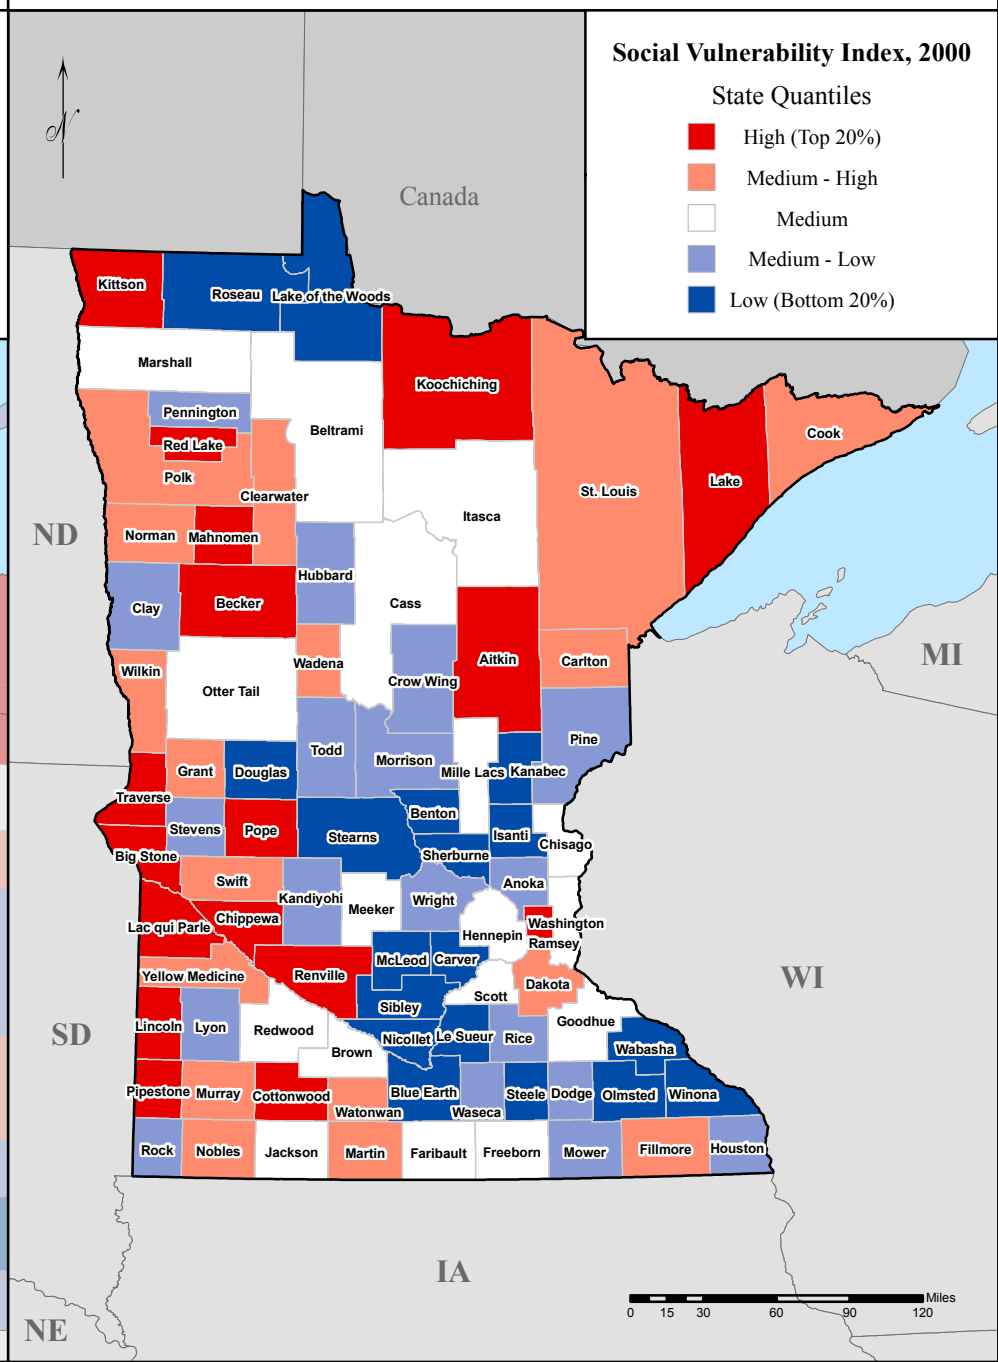 Social Vulnerability Index, 2000
State Quantiles
High (Top 20%)
Medium - High
Medium
Medium - Low
Low (Bottom 20%)
N
Canada
Kittson
Roseau
Lake of the Woods
Marshall
Koochiching
Pennington
Beltrami
Cook
Red Lake
Polk
Lake
St. Louis
Clearwater
Itasca
ND
Norman
Mahnomen
Hubbard
Clay
Becker
Cass
MI
Wilkin
Wadena
Aitkin
Carlton
Otter Tail
Crow Wing
Pine
Todd
Morrison
Grant
Douglas
Mille Lacs
Kanabec
Traverse
Stevens
Pope
Benton
Stearns
Isanti
Chisago
Big Stone
Sherburne
Swift
Anoka
Kandiyohi
Wright
Meeker
Lac qui Parle
Chippewa
Washington
Hennepin
Ramsey
McLeod
Carver
Yellow Medicine
Renville
Dakota
WI
Scott
Sibley
SD
Lincoln
Lyon
Redwood
Goodhue
Nicollet
Le Sueur
Rice
Brown
Wabasha
Pipestone
Murray
Cottonwood
Blue Earth
Steele
Dodge
Olmsted
Winona
Watonwan
Waseca
Rock
Nobles
Jackson
Martin
Faribault
Freeborn
Mower
Fillmore
Houston
IA
Miles
0 15 30 60 90 120
NE